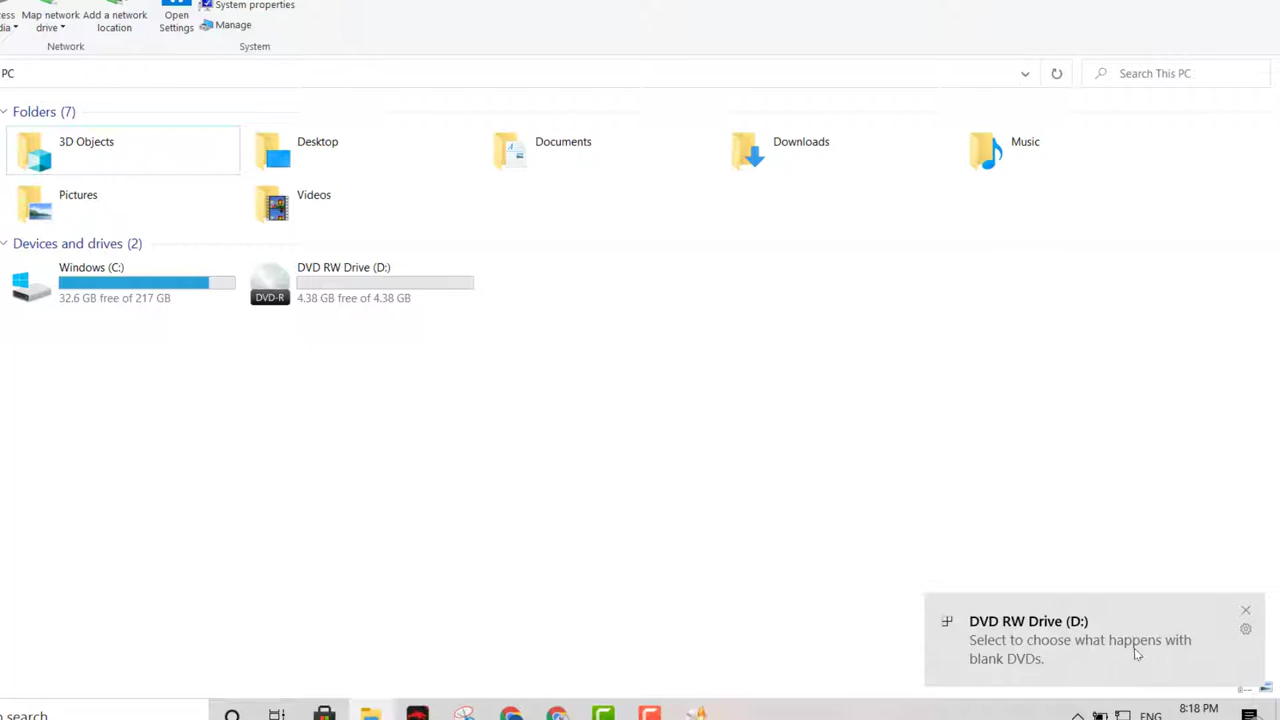 System properties
Map network Add a network Open
drive location Settings
Manage
Network System
PC
Search This PC
Folders (7)
3D Objects Desktop Documents Downloads Music
Pictures Videos
Devices and drives (2)
Windows (C:) DVD RW Drive (D:)
DVD-R
32.6 GB free of 217 GB 4.38 GB free of 4.38 GB
DVD RW Drive (D:)
Select to choose what happens with
blank DVDs.
search
ENG
8:18 PM